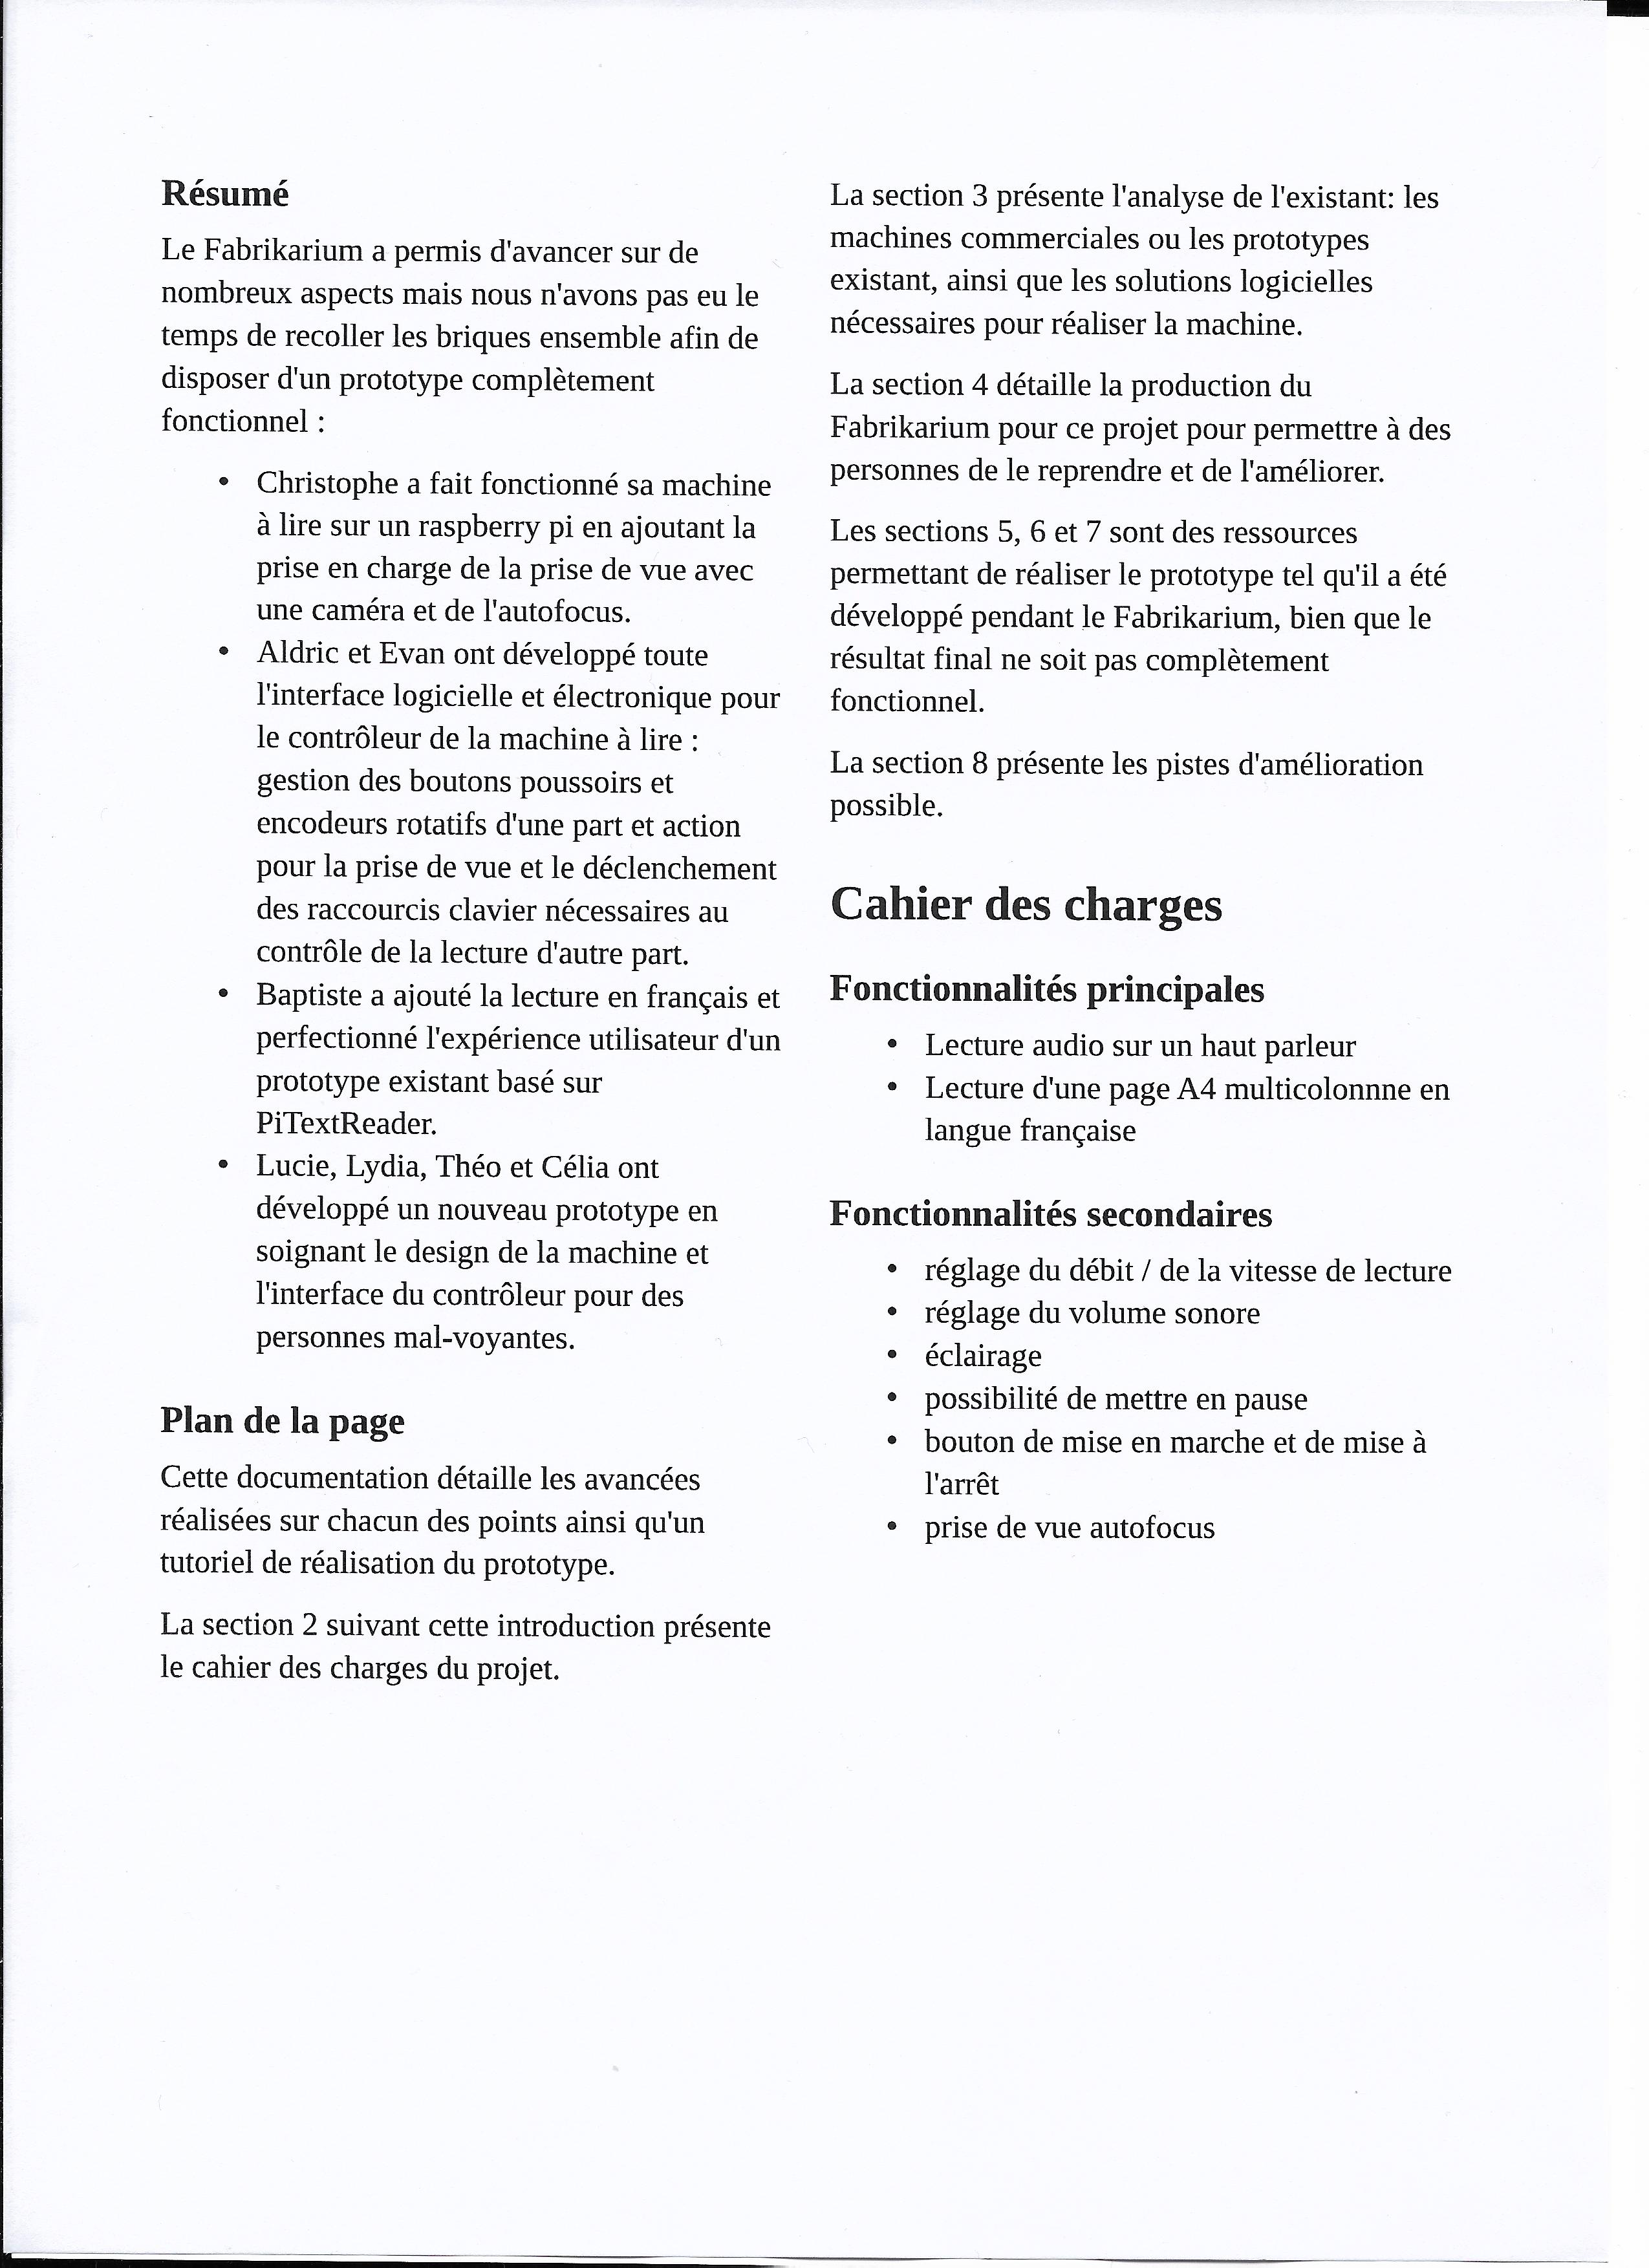 Résumé
Le Fabrikarium a permis d'avancer sur de
nombreux aspects mais nous n'avons pas eu le
temps de recoller les briques ensemble afin de
disposer d'un prototype complètement
fonctionnel :
• Christophe a fait fonctionné sa machine
à lire sur un raspberry pi en ajoutant la
prise en charge de la prise de vue avec
une caméra et de l'autofocus.
• Aldric et Evan ont développé toute
l'interface logicielle et électronique pour
le contrôleur de la machine à lire :
gestion des boutons poussoirs et
encodeurs rotatifs d'une part et action
pour la prise de vue et le déclenchement
des raccourcis clavier nécessaires au
contrôle de la lecture d'autre part.
• Baptiste a ajouté la lecture en français et
perfectionné l'expérience utilisateur d'un
prototype existant basé sur
PiTextReader.
• Lucie, Lydia, Théo et Célia ont
développé un nouveau prototype en
soignant le design de la machine et
l'interface du contrôleur pour des
personnes mal-voyantes.
Plan de la page
Cette documentation détaille les avancées
réalisées sur chacun des points ainsi qu'un
tutoriel de réalisation du prototype.
La section 2 suivant cette introduction présente
le cahier des charges du projet.
La section 3 présente l'analyse de l'existant: les
machines commerciales ou les prototypes
existant, ainsi que les solutions logicielles
nécessaires pour réaliser la machine.
La section 4 détaille la production du
Fabrikarium pour ce projet pour permettre à des
personnes de le reprendre et de l'améliorer.
Les sections 5, 6 et 7 sont des ressources
permettant de réaliser le prototype tel qu'il a été
développé pendant le Fabrikarium, bien que le
résultat final ne soit pas complètement
fonctionnel.
La section 8 présente les pistes d'amélioration
possible.
Cahier des charges
Fonctionnalités principales
• Lecture audio sur un haut parleur
• Lecture d'une page A4 multicolonnne en
langue française
Fonctionnalités secondaires
• réglage du débit / de la vitesse de lecture
• réglage du volume sonore
• éclairage
• possibilité de mettre en pause
• bouton de mise en marche et de mise à
l'arrêt
• prise de vue autofocus